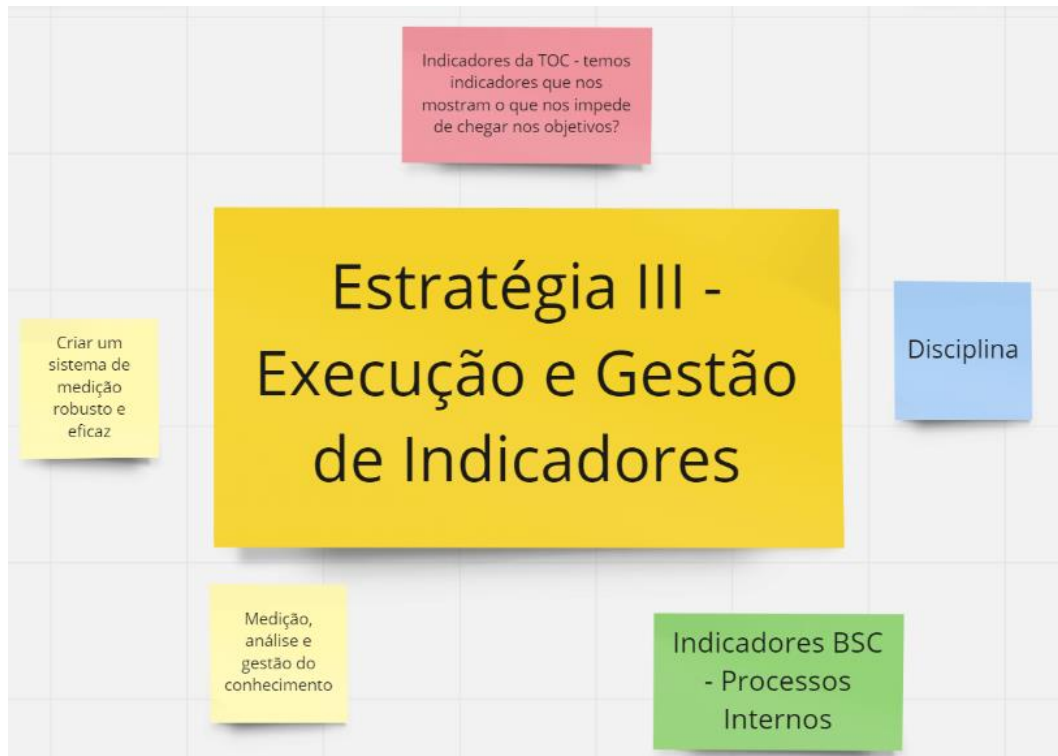 Indicadores da TOC - temos
indicadores que nos
mostram o que nos impede
de chegar nos objetivos?
Estratégia III -
Execução e Gestão
de Indicadores
Disciplina
Criar um
sistema de
medição
robusto e
eficaz
Medição,
análise e
gestão do
conhecimento
Indicadores BSC
- Processos
Internos